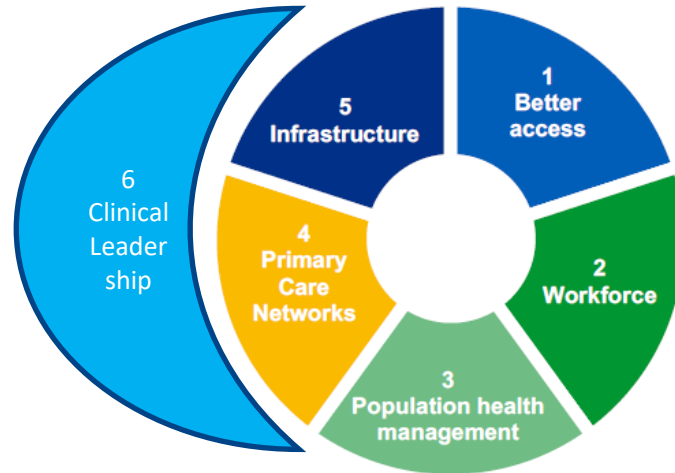 1
Better
access
2
Workforce
3
Population health
management
4
Primary
Care
Networks
5
Infrastructure
6
Clinical
Leader
ship